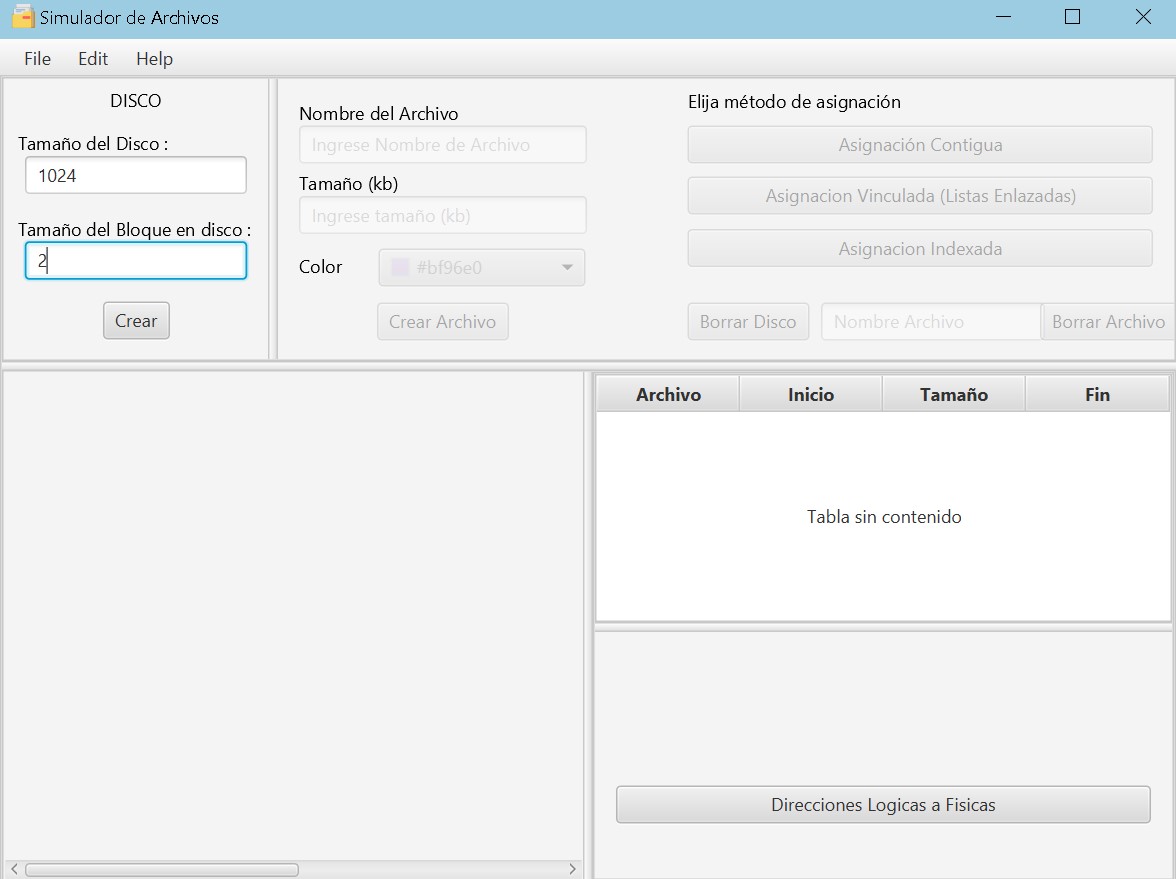 Simulador de Archivos
File Edit Help
DISCO
Tamaño del Disco :
1024
Tamaño del Bloque en disco :
2
Crear
Nombre del Archivo
Ingrese Nombre de Archivo
Tamaño (kb)
Ingrese tamaño (kb)
Color #bf96e0
Crear Archivo
Elija método de asignación
Asignación Contigua
Asignacion Vinculada (Listas Enlazadas)
Asignacion Indexada
Borrar Disco Nombre Archivo Borrar Archivo
Archivo Inicio Tamaño Fin
Tabla sin contenido
Direcciones Logicas a Fisicas